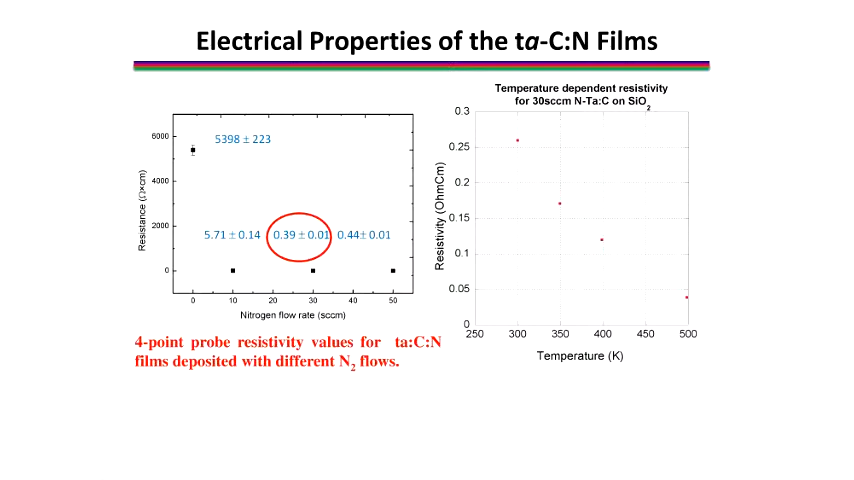 Electrical Properties of the ta-C:N Films
5398 ± 223
5.71 ± 0.14 0.39 ± 0.01 0.44± 0.01
Resistance (Ω×cm)
6000
4000
2000
0
0 10 20 30 40 50
Nitrogen flow rate (sccm)
4-point probe resistivity values for ta:C:N
films deposited with different N2 flows.
Temperature dependent resistivity
for 30sccm N-Ta:C on SiO2
Resistivity (OhmCm)
0.3
0.25
0.2
0.15
0.1
0.05
0
250 300 350 400 450 500
Temperature (K)